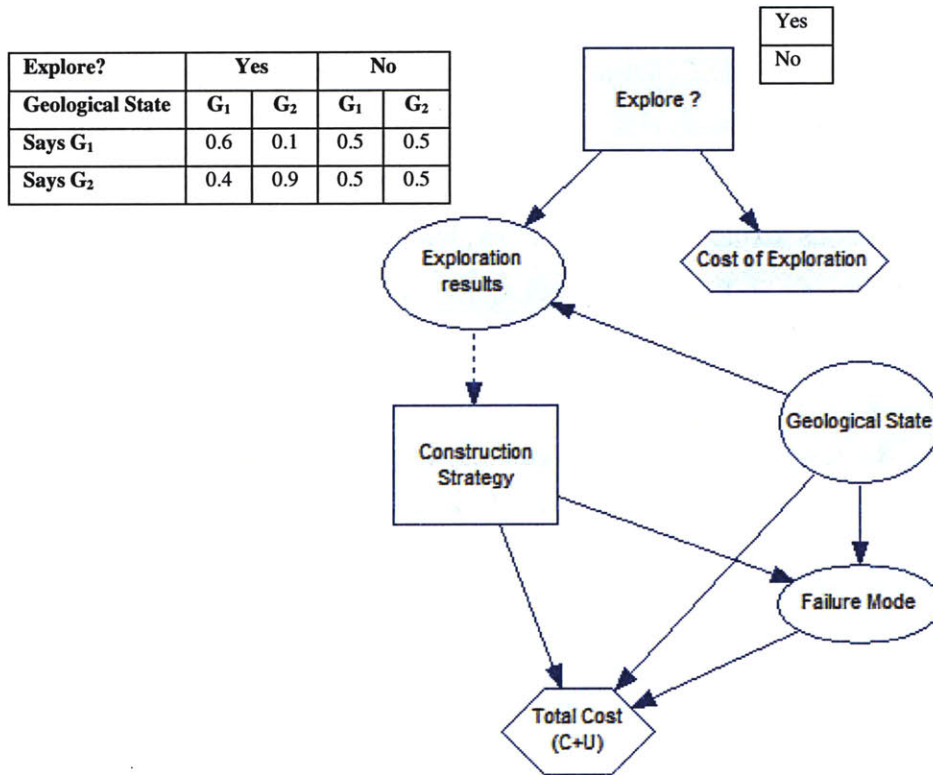 Yes
No
Explore? Yes No
Geological State G₁ G₂ G₁ G₂
Says G₁ 0.6 0.1 0.5 0.5
Says G₂ 0.4 0.9 0.5 0.5
Explore ?
Exploration
results
Cost of Exploration
Geological State
Construction
Strategy
Failure Mode
Total Cost
(C+U)